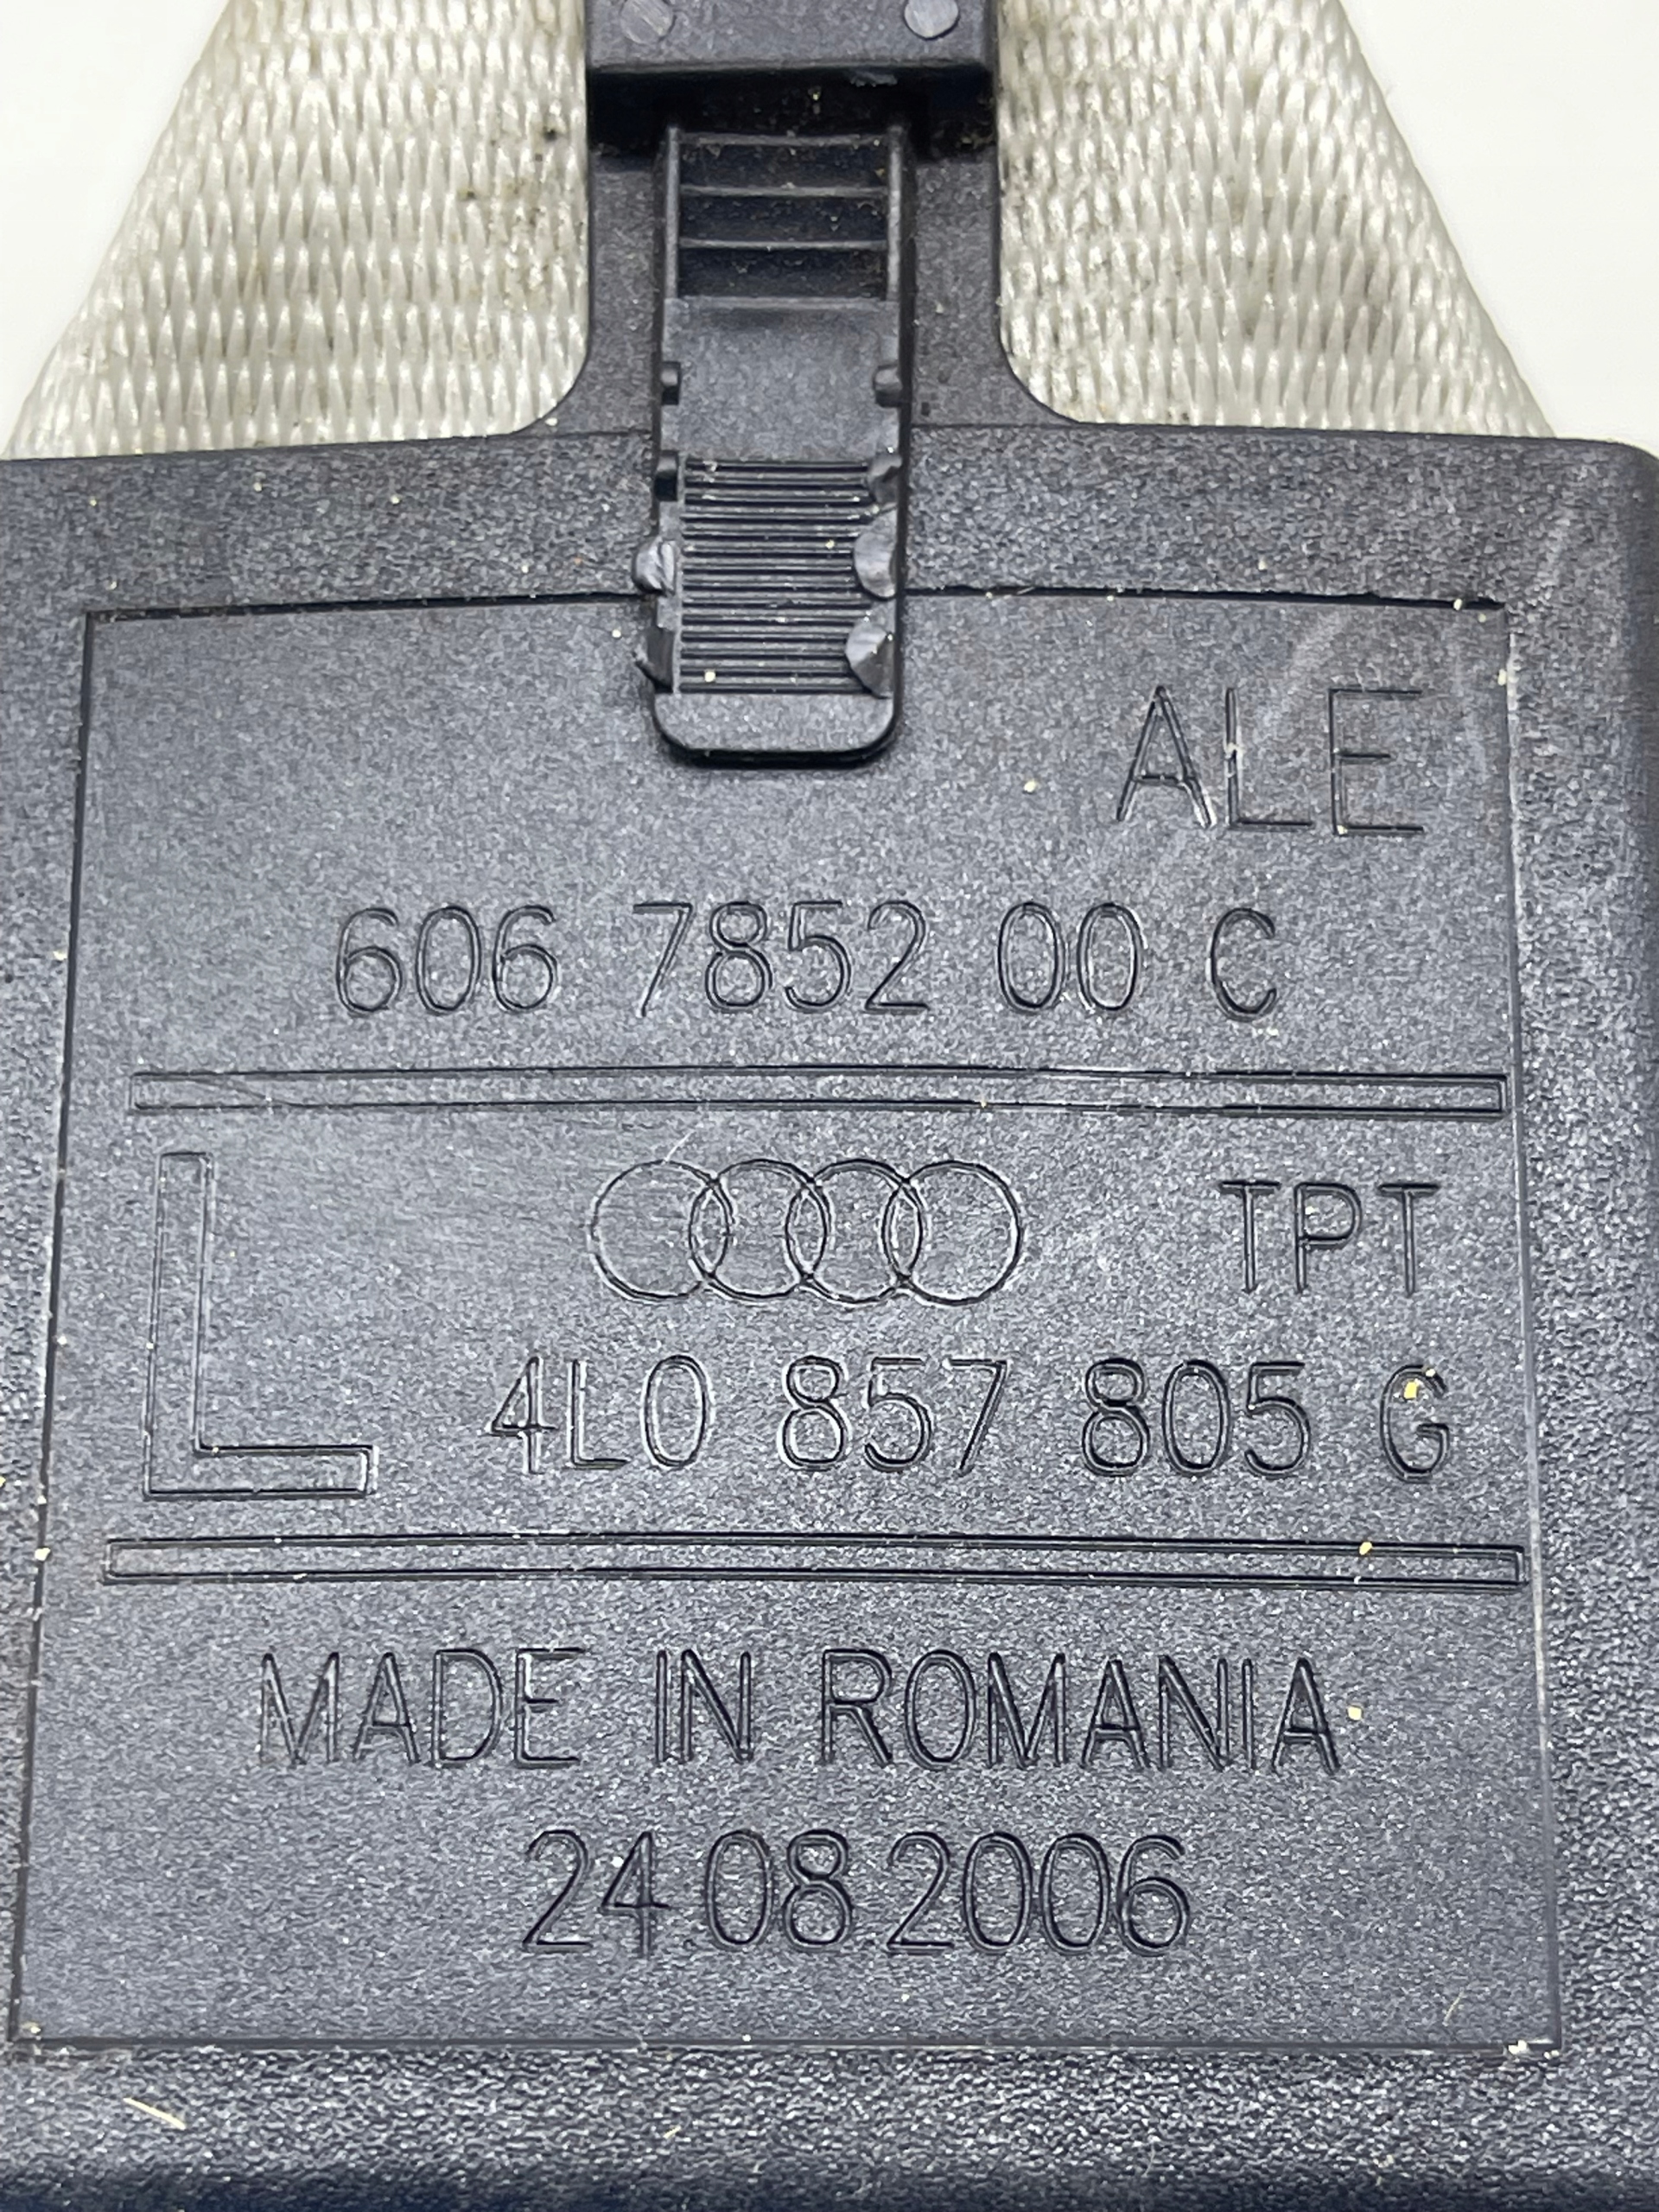 ALE
606 7852 00 C
TPT
L 4L0 857 805 G
MADE IN ROMANIA
24 08 2006